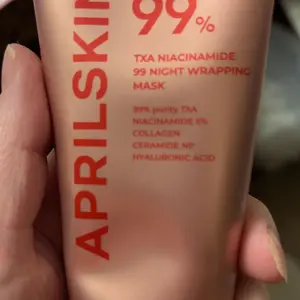 APRILSKIN
99%
TXA NIACINAMIDE
99 NIGHT WRAPPING
MASK
99% purity TXA
NIACINAMIDE 5%
COLLAGEN
CERAMIDE NP
HYALURONIC ACID